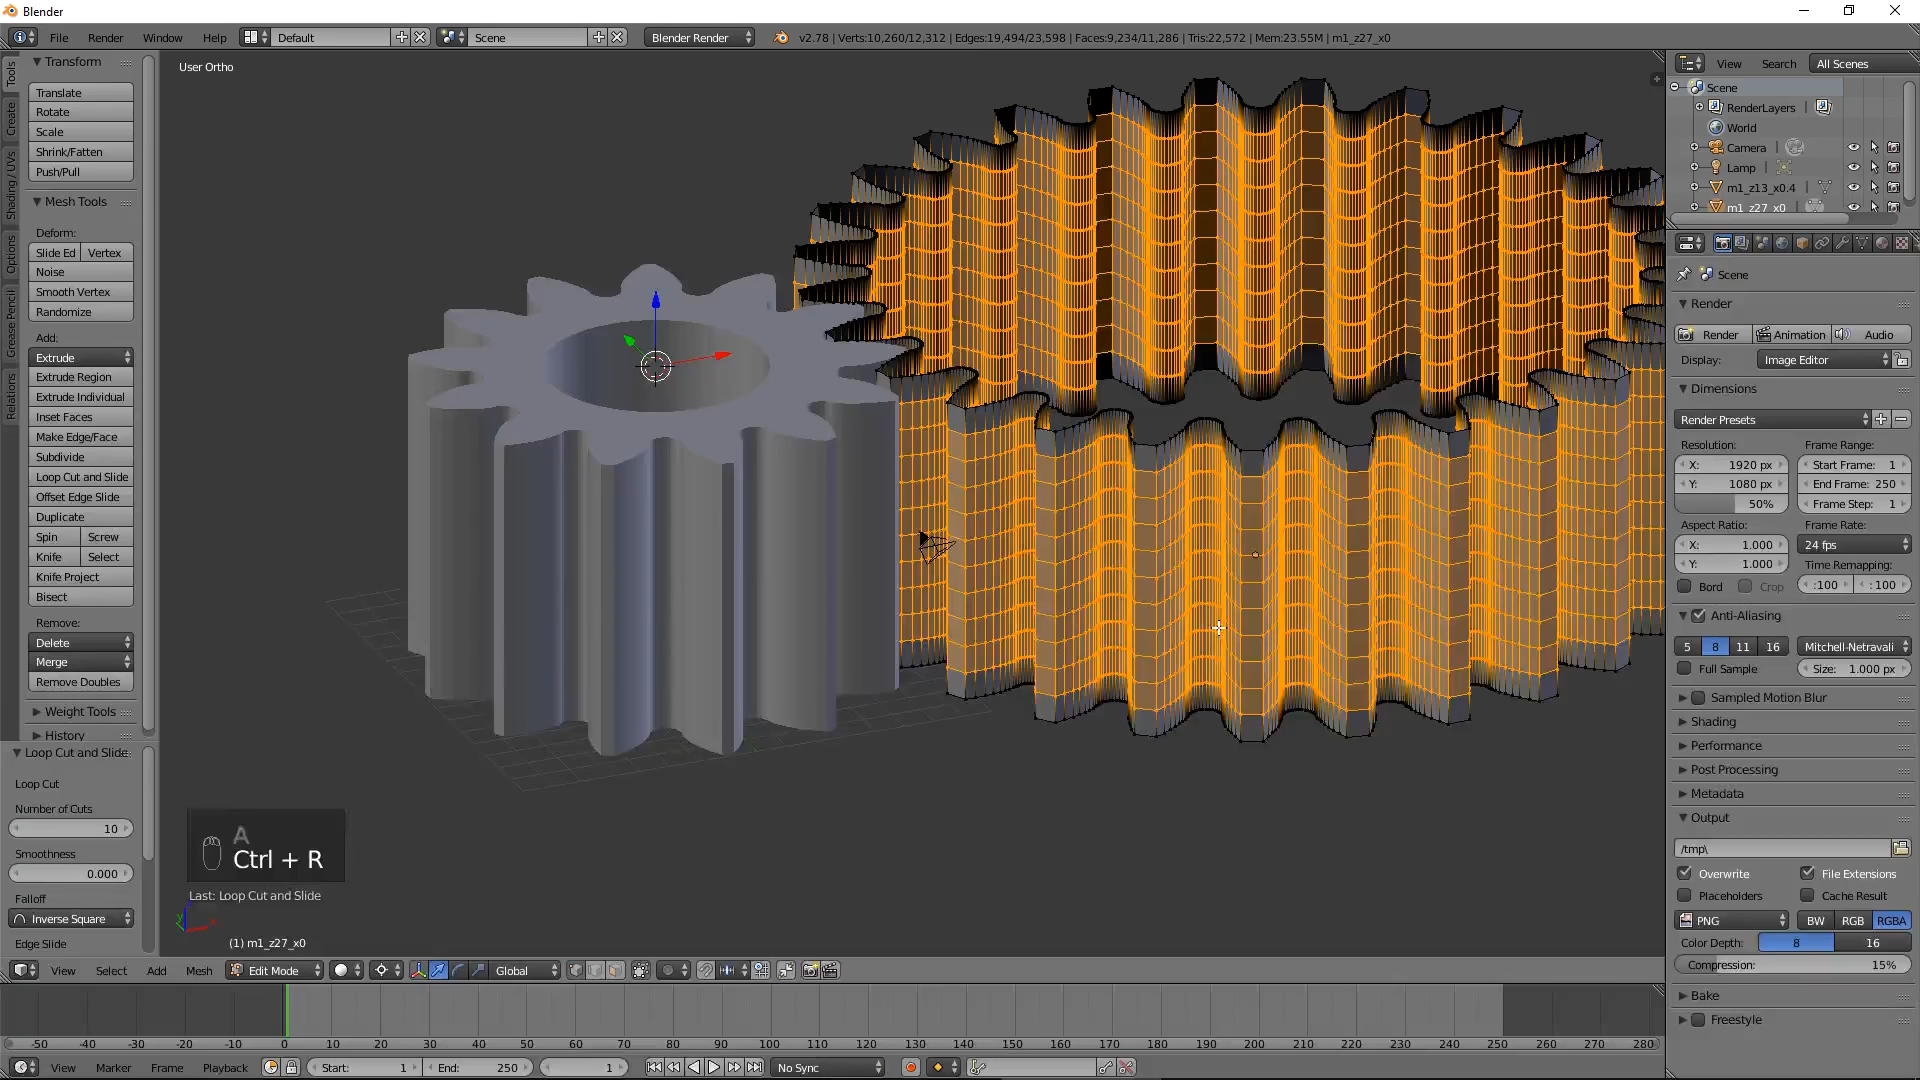 Blender
File Render Window Help Default Scene Blender Render v2.78 | Verts:10,260/12,312 | Edges:19,494/23,598 | Faces:9,234/11,286 | Tris:22,572 | Mem:23.55M | m1_z27_x0
Tools
Create
Shading / UVs
Options
Grease Pencil
Relations
Transform
Translate
Rotate
Scale
Shrink/Fatten
Push/Pull
Mesh Tools
Deform:
Slide Ed Vertex
Noise
Smooth Vertex
Randomize
Add:
Extrude
Extrude Region
Extrude Individual
Inset Faces
Make Edge/Face
Subdivide
Loop Cut and Slide
Offset Edge Slide
Duplicate
Spin Screw
Knife Select
Knife Project
Bisect
Remove:
Delete
Merge
Remove Doubles
Weight Tools
History
Loop Cut and Slide
Loop Cut
Number of Cuts
10
Smoothness
0.000
Falloff
Inverse Square
Edge Slide
User Ortho
A
Ctrl + R
Last: Loop Cut and Slide
(1) m1_z27_x0
View Select Add Mesh Edit Mode Global
View Search All Scenes
Scene
RenderLayers
World
Camera
Lamp
m1_z13_x0.4
m1_z27_x0
Scene
Render
Render Animation Audio
Display: Image Editor
Dimensions
Render Presets
Resolution: Frame Range:
X: 1920 px Start Frame: 1
Y: 1080 px End Frame: 250
50% Frame Step: 1
Aspect Ratio: Frame Rate:
X: 1.000 24 fps
Y: 1.000 Time Remapping:
Bord Crop :100 :100
Anti-Aliasing
5 8 11 16 Mitchell-Netravali
Full Sample Size: 1.000 px
Sampled Motion Blur
Shading
Performance
Post Processing
Metadata
Output
/tmp\
Overwrite File Extensions
Placeholders Cache Result
PNG BW RGB RGBA
Color Depth: 8 16
Compression: 15%
Bake
Freestyle
-50 -40 -30 -20 -10 0 10 20 30 40 50 60 70 80 90 100 110 120 130 140 150 160 170 180 190 200 210 220 230 240 250 260 270 280
View Marker Frame Playback Start: 1 End: 250 1 No Sync